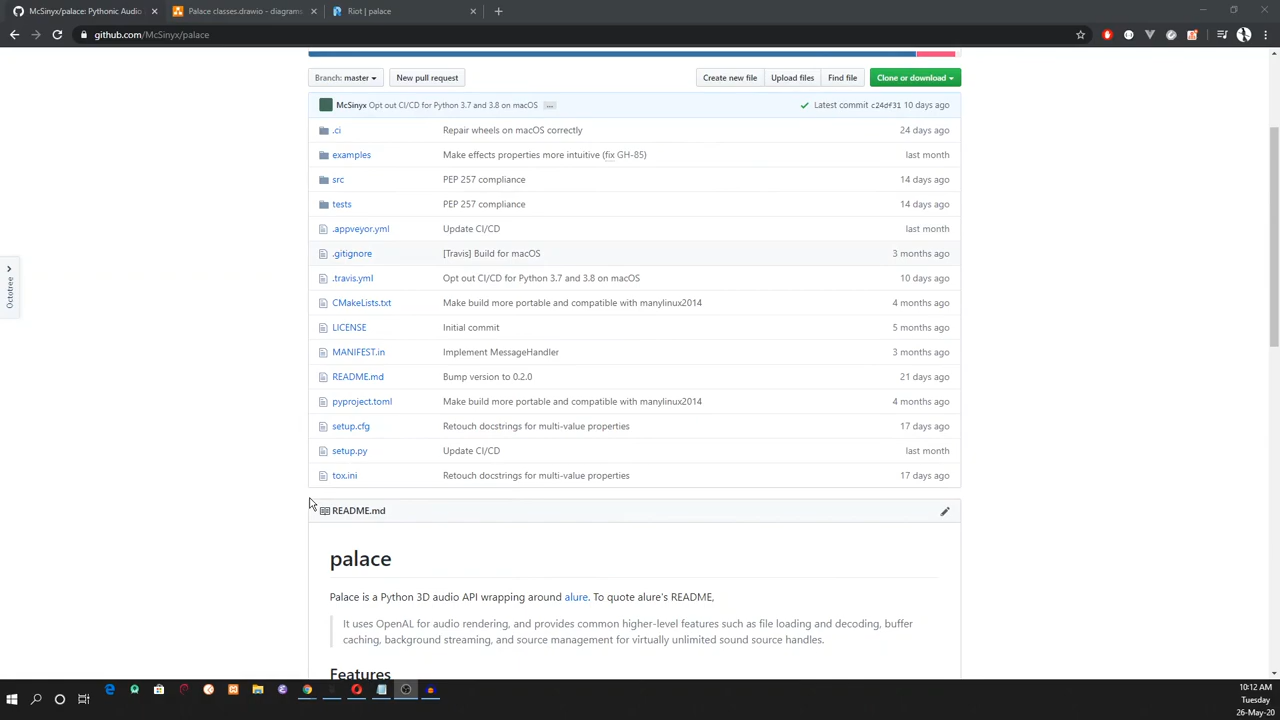 McSinyx/palace: Pythonic Audio
Palace classes.drawio - diagrams
Riot | palace
github.com/McSinyx/palace
Branch: master
New pull request
Create new file
Upload files
Find file
Clone or download
McSinyx Opt out CI/CD for Python 3.7 and 3.8 on macOS ...
Latest commit c24df31 10 days ago
.ci Repair wheels on macOS correctly 24 days ago
examples Make effects properties more intuitive (fix GH-85) last month
src PEP 257 compliance 14 days ago
tests PEP 257 compliance 14 days ago
.appveyor.yml Update CI/CD last month
.gitignore [Travis] Build for macOS 3 months ago
.travis.yml Opt out CI/CD for Python 3.7 and 3.8 on macOS 10 days ago
CMakeLists.txt Make build more portable and compatible with manylinux2014 4 months ago
LICENSE Initial commit 5 months ago
MANIFEST.in Implement MessageHandler 3 months ago
README.md Bump version to 0.2.0 21 days ago
pyproject.toml Make build more portable and compatible with manylinux2014 4 months ago
setup.cfg Retouch docstrings for multi-value properties 17 days ago
setup.py Update CI/CD last month
tox.ini Retouch docstrings for multi-value properties 17 days ago
Octotree
README.md
palace
Palace is a Python 3D audio API wrapping around alure. To quote alure's README,
It uses OpenAL for audio rendering, and provides common higher-level features such as file loading and decoding, buffer
caching, background streaming, and source management for virtually unlimited sound source handles.
Features
10:12 AM
Tuesday
26-May-20